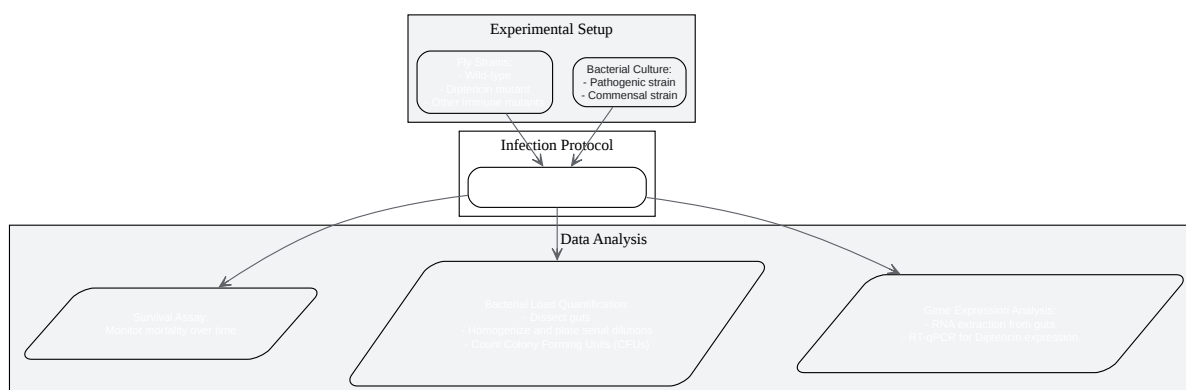 Experimental Setup
Fly Strains:
- Wild-type
- Diptericin mutant
- Other immune mutants
Bacterial Culture:
- Pathogenic strain
- Commensal strain
Infection Protocol
Data Analysis
Survival Assay:
Monitor mortality over time
Bacterial Load Quantification:
- Dissect guts
- Homogenize and plate serial dilutions
- Count Colony Forming Units (CFUs)
Gene Expression Analysis:
- RNA extraction from guts
- RT-qPCR for Diptericin expression